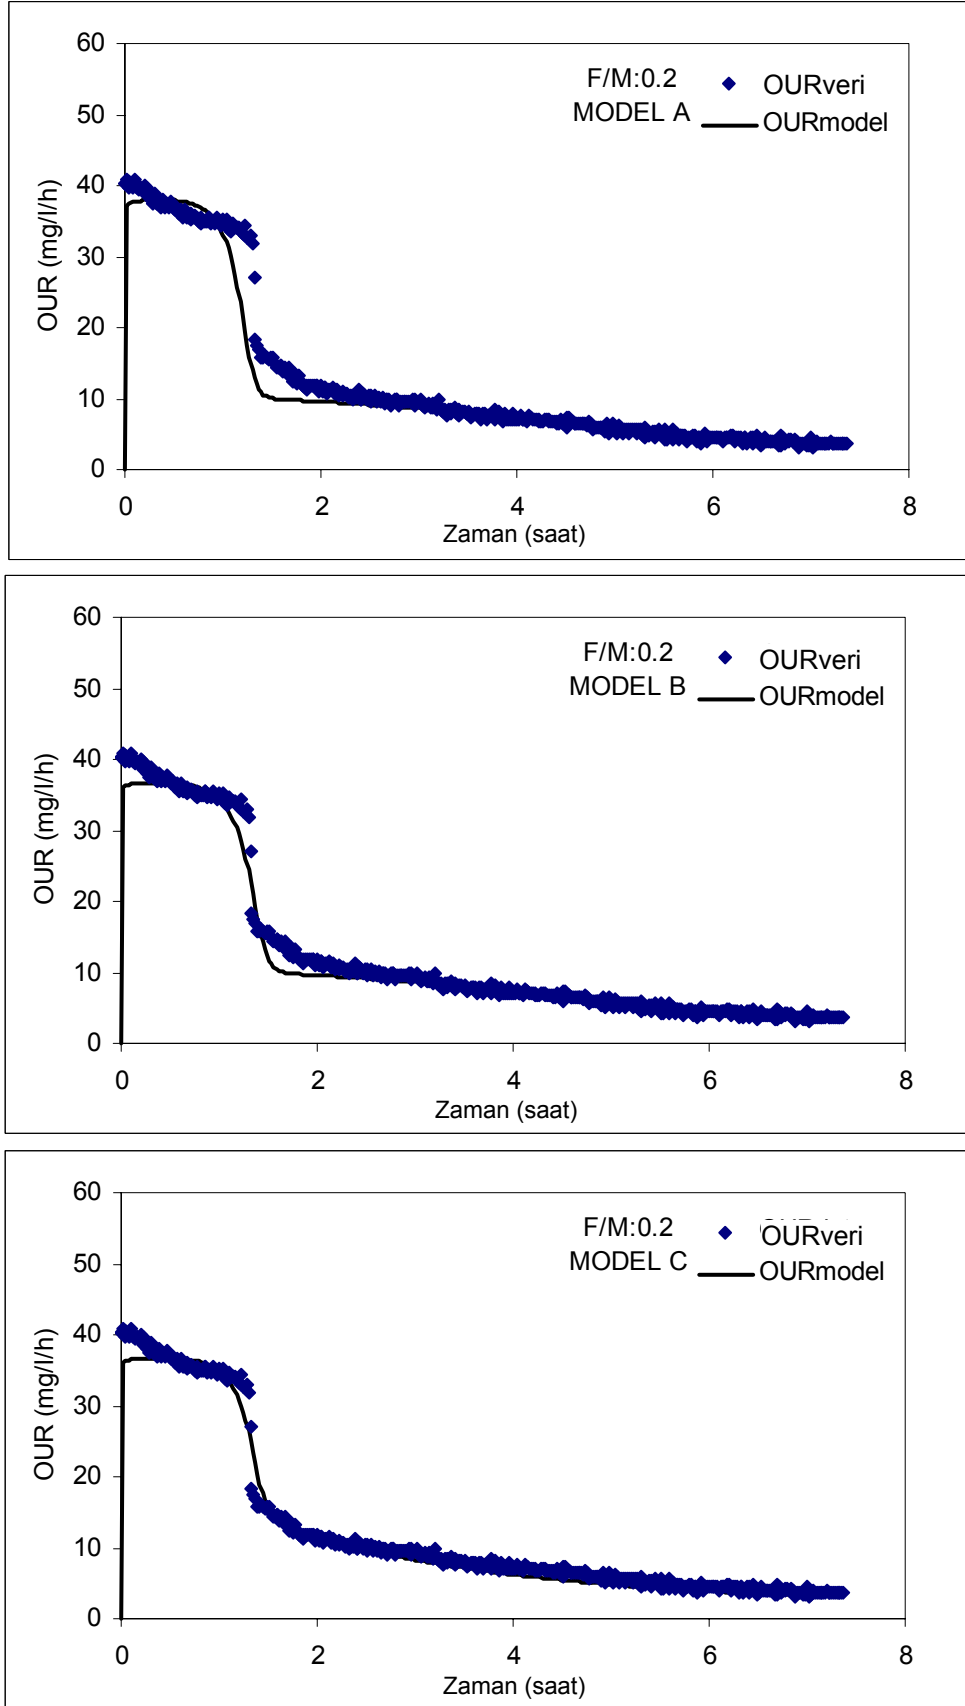 60
50
40
30
20
10
0
OUR (mg/l/h)
F/M:0.2
MODEL A
OURveri
OURmodel
0 2 4 6 8
Zaman (saat)
60
50
40
30
20
10
0
OUR (mg/l/h)
F/M:0.2
MODEL B
OURveri
OURmodel
0 2 4 6 8
Zaman (saat)
60
50
40
30
20
10
0
OUR (mg/l/h)
F/M:0.2
MODEL C
OURveri
OURmodel
0 2 4 6 8
Zaman (saat)